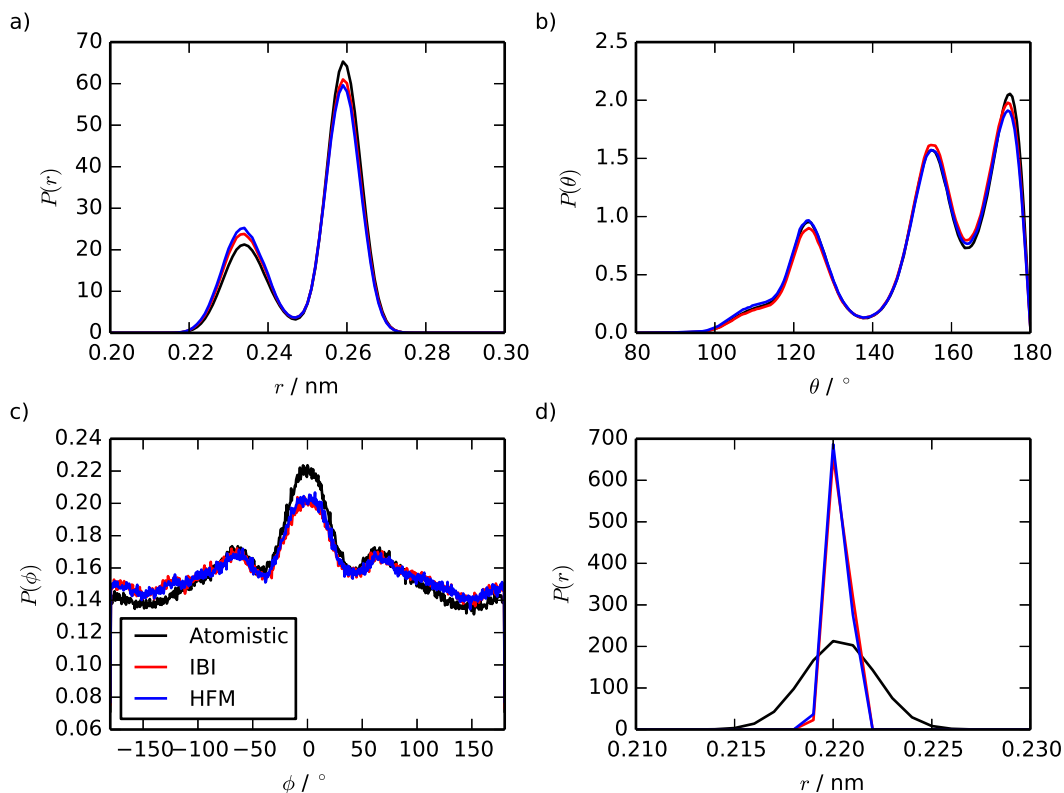 a)
70
60
50
40
30
20
10
0
P(r)
0.20 0.22 0.24 0.26 0.28 0.30
r / nm
b)
2.5
2.0
1.5
1.0
0.5
0.0
P(θ)
80 100 120 140 160 180
θ / °
c)
0.24
0.22
0.20
0.18
0.16
0.14
0.12
0.10
0.08
0.06
P(ϕ)
Atomistic
IBI
HFM
−150 −100 −50 0 50 100 150
ϕ / °
d)
700
600
500
400
300
200
100
0
P(r)
0.210 0.215 0.220 0.225 0.230
r / nm